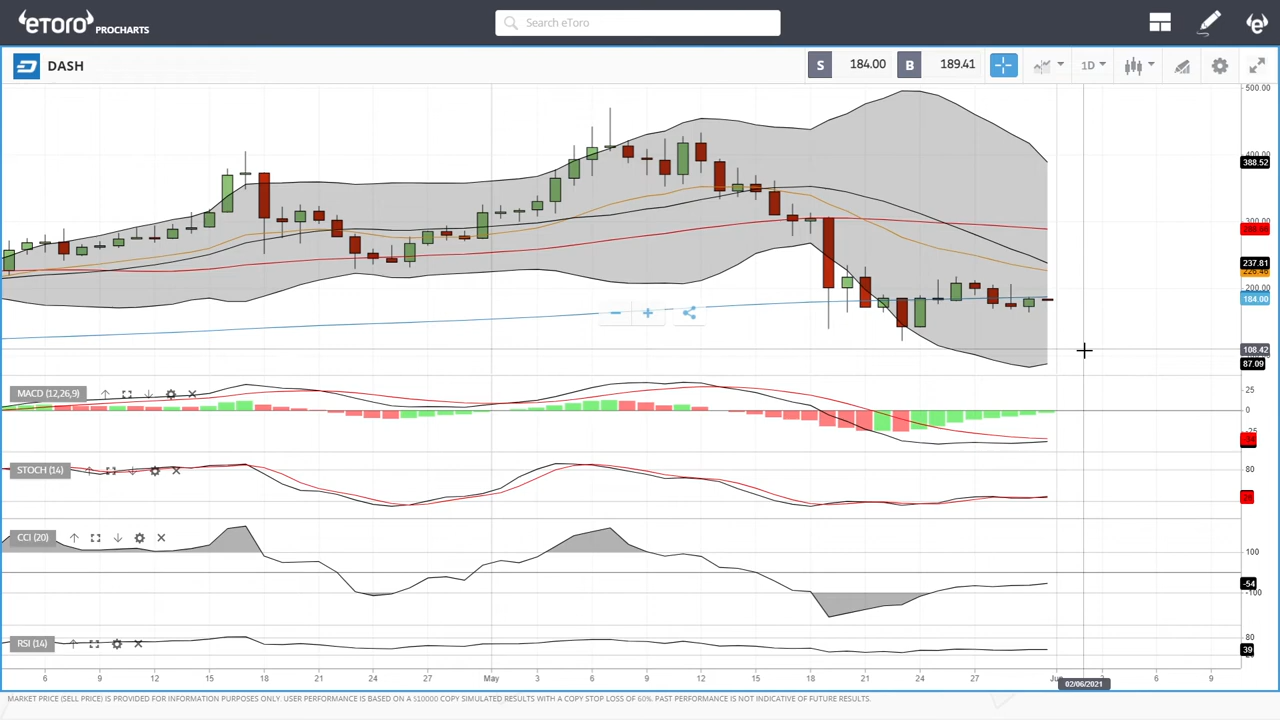 eToro PROCHARTS
Search eToro
DASH
S 184.00 B 189.41 1D
500.00
400.00
388.52
300.00
237.81
200.00
184.00
108.42
87.09
MACD (12,26,9)
25
0
STOCH (14)
80
CCI (20)
100
-54
-100
RSI (14)
80
39
6 9 12 15 18 21 24 27 May 3 6 9 12 15 18 21 24 27 Jun 3 6 9
02/06/2021
MARKET PRICE (SELL PRICE) IS PROVIDED FOR INFORMATION PURPOSES ONLY. USER PERFORMANCE IS BASED ON A $10000 COPY SIMULATED RESULTS WITH A COPY STOP LOSS OF 60%. PAST PERFORMANCE IS NOT INDICATIVE OF FUTURE RESULTS.